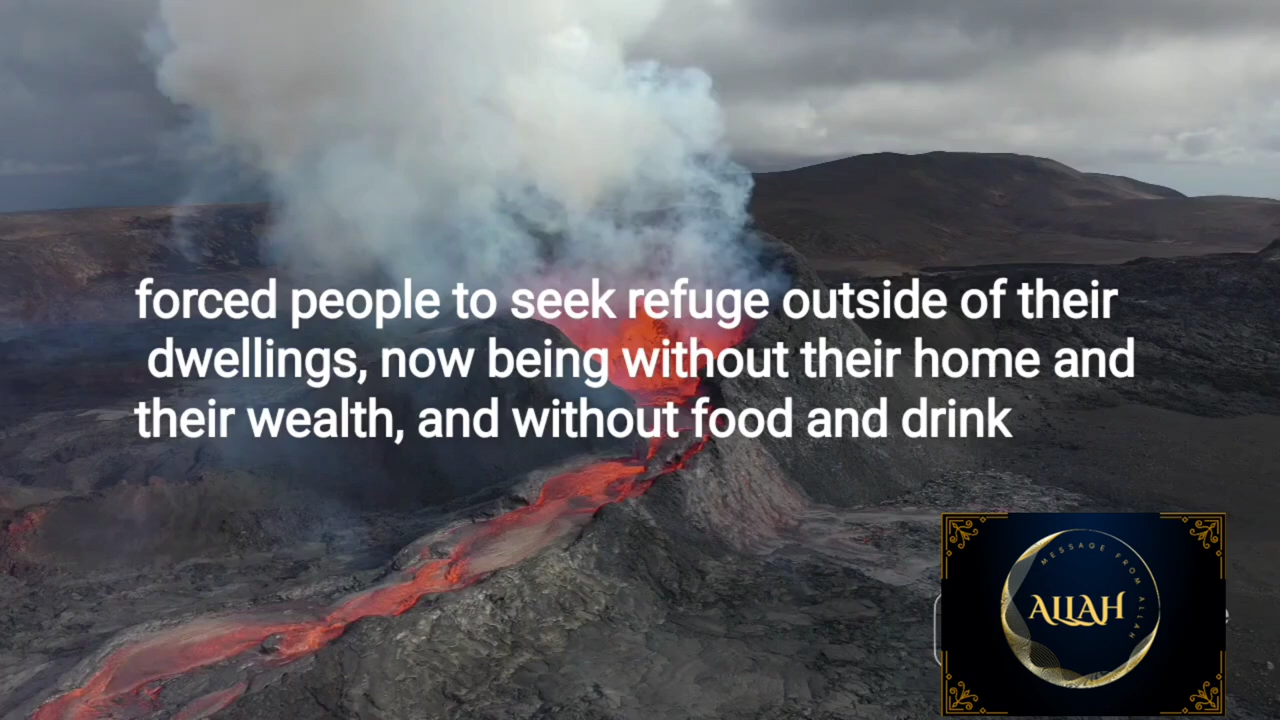 forced people to seek refuge outside of their
dwellings, now being without their home and
their wealth, and without food and drink
MESSAGE FROM ALLAH
ALLAH